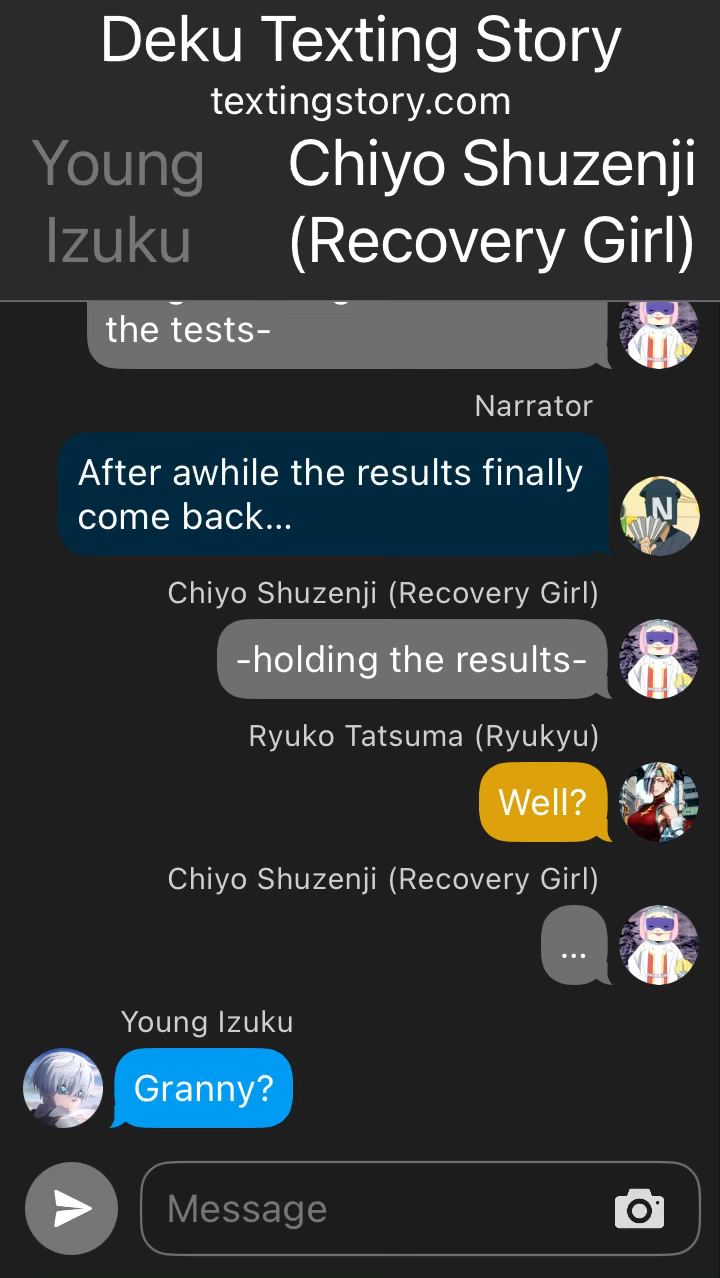 Deku Texting Story
textingstory.com
Young
Izuku
Chiyo Shuzenji
(Recovery Girl)
the tests-
Narrator
After awhile the results finally
come back...
N
Chiyo Shuzenji (Recovery Girl)
-holding the results-
Ryuko Tatsuma (Ryukyu)
Well?
Chiyo Shuzenji (Recovery Girl)
...
Young Izuku
Granny?
Message